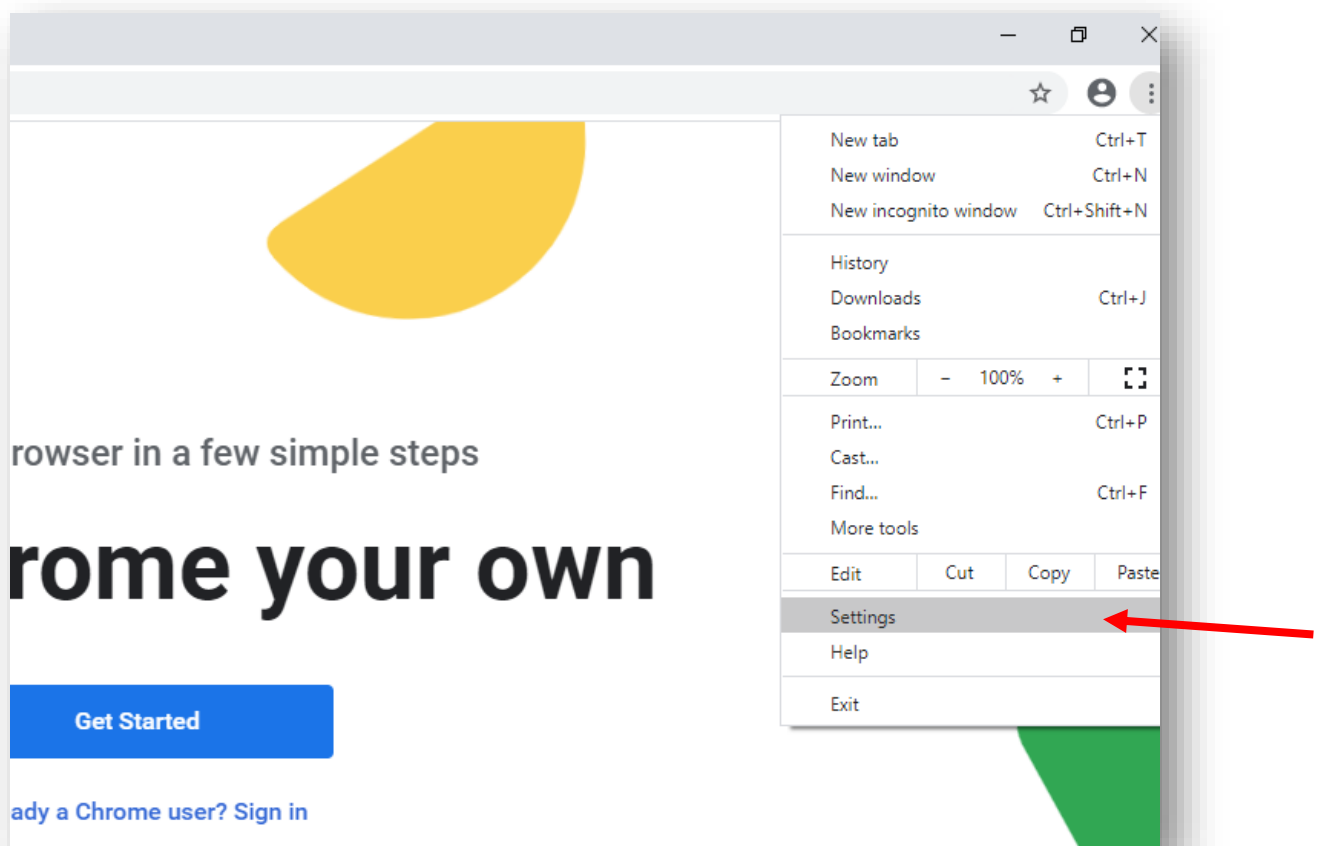 New tab Ctrl+T
New window Ctrl+N
New incognito window Ctrl+Shift+N
History
Downloads Ctrl+J
Bookmarks
Zoom - 100% +
Print... Ctrl+P
Cast...
Find... Ctrl+F
More tools
Edit Cut Copy Paste
Settings
Help
Exit
rowser in a few simple steps
rome your own
Get Started
ady a Chrome user? Sign in